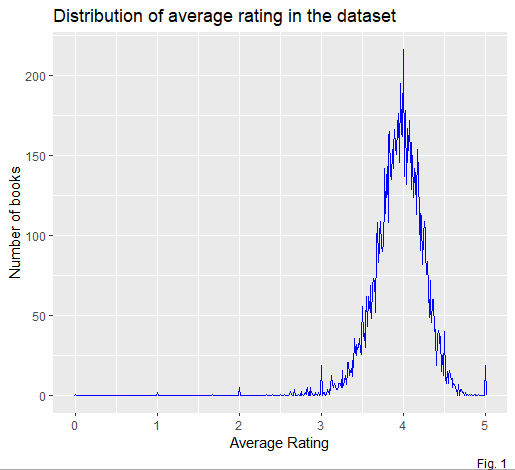 Distribution of average rating in the dataset
Number of books
200
150
100
50
0
0 1 2 3 4 5
Average Rating
Fig. 1